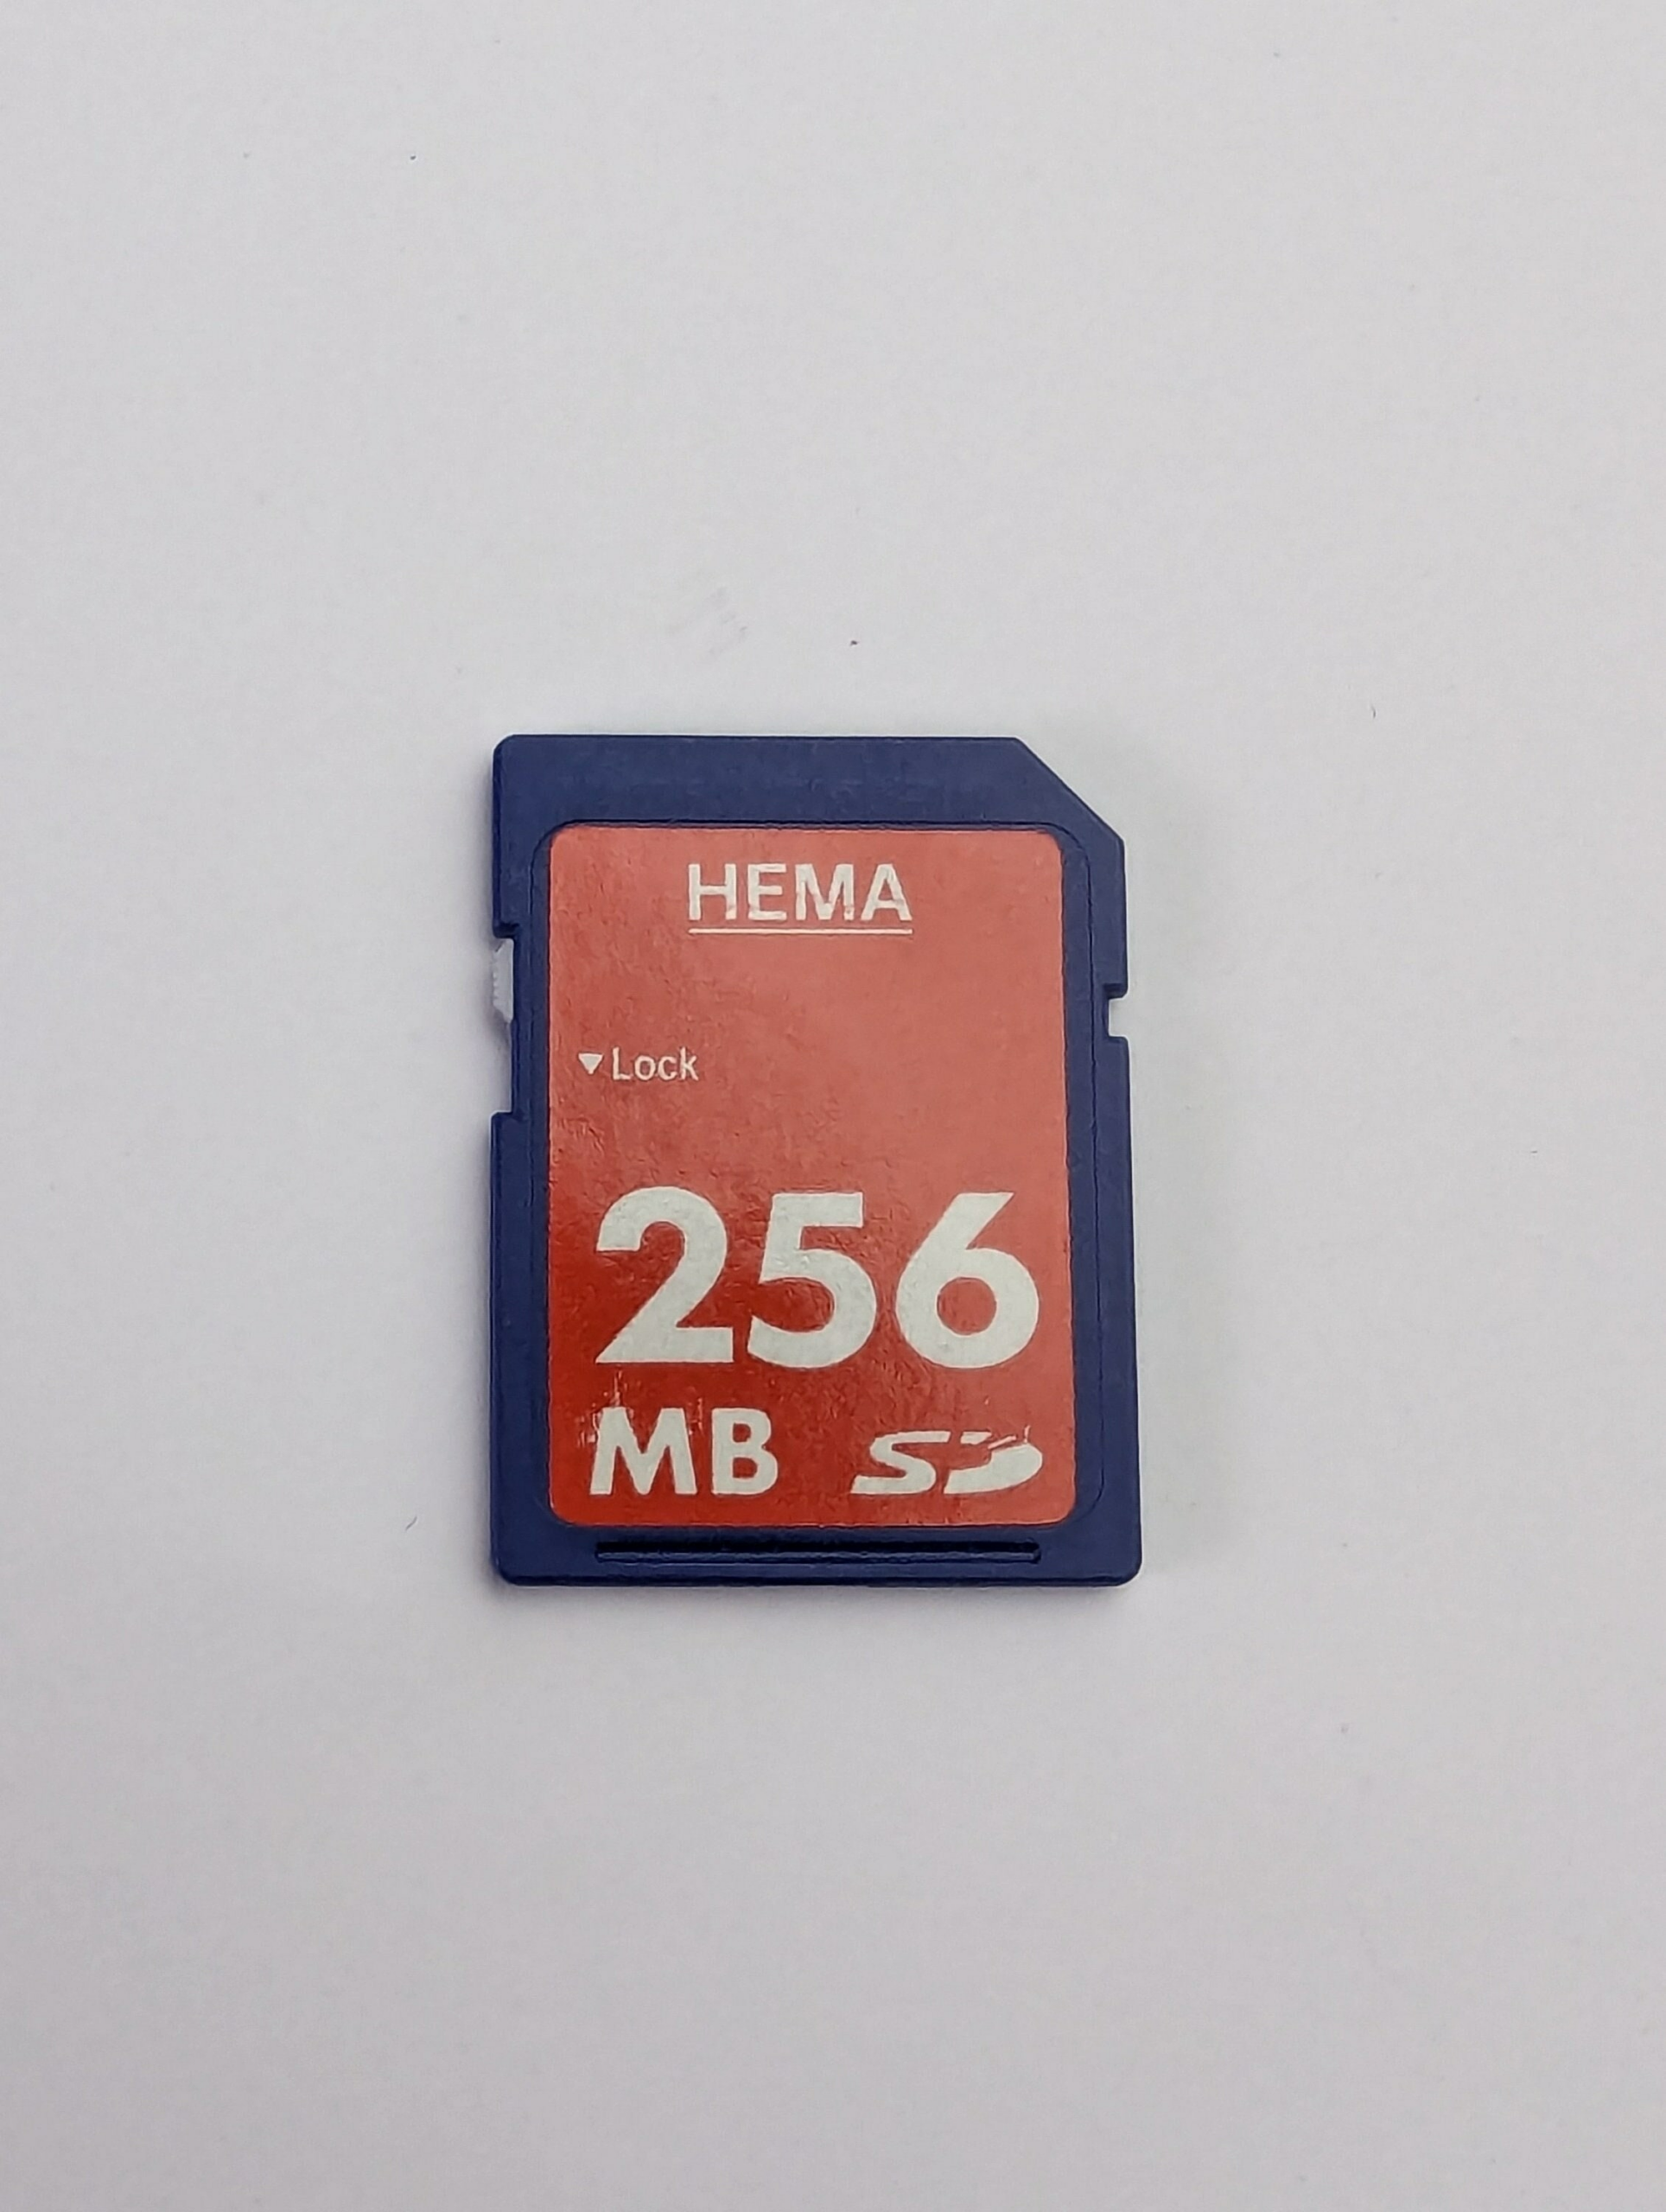 HEMA
▼Lock
256
MB SD